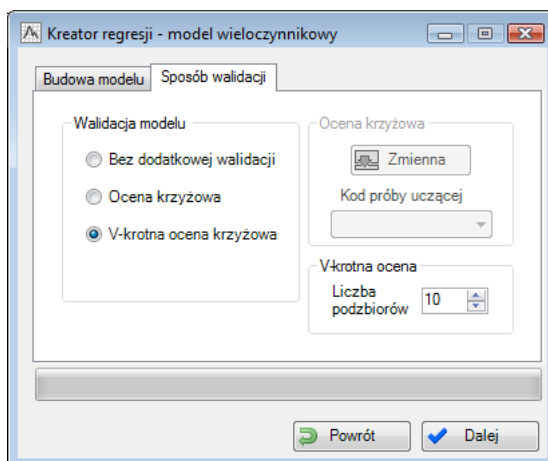 Kreator regresji - model wieloczynnikowy
Budowa modelu
Sposób walidacji
Walidacja modelu
Bez dodatkowej walidacji
Ocena krzyżowa
V-krotna ocena krzyżowa
Ocena krzyżowa
Zmienna
Kod próby uczącej
V-krotna ocena
Liczba
podzbiorów
10
Powrót
Dalej